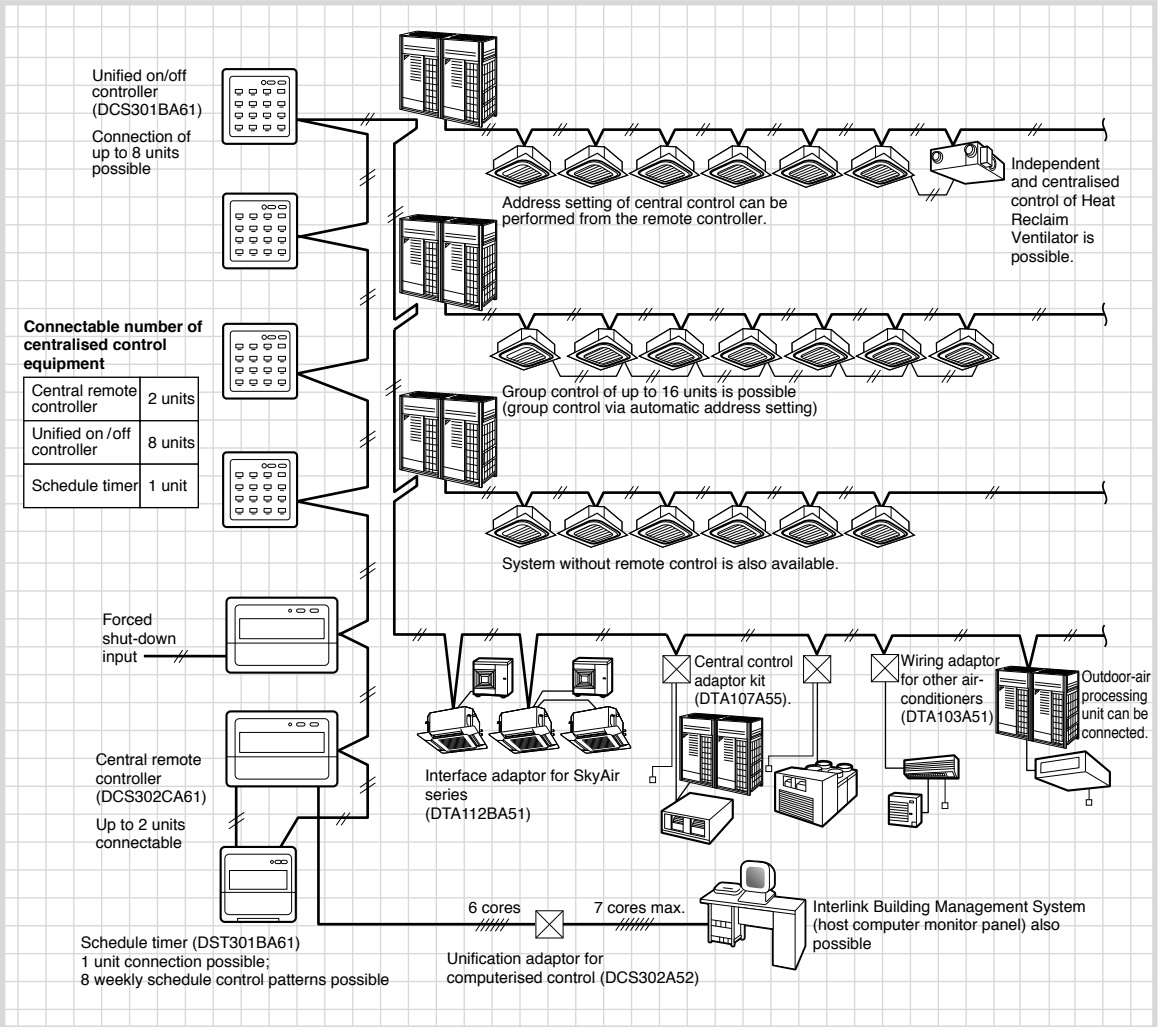 Unified on/off
controller
(DCS301BA61)
Connection of
up to 8 units
possible
Address setting of central control can be
performed from the remote controller.
Independent
and centralised
control of Heat
Reclaim
Ventilator is
possible.
Connectable number of
centralised control
equipment
Central remote
controller
2 units
Unified on/off
controller
8 units
Schedule timer
1 unit
Group control of up to 16 units is possible
(group control via automatic address setting)
System without remote control is also available.
Forced
shut-down
input
Central remote
controller
(DCS302CA61)
Up to 2 units
connectable
Interface adaptor for SkyAir
series
(DTA112BA51)
Central control
adaptor kit
(DTA107A55).
Wiring adaptor
for other air-
conditioners
(DTA103A51)
Outdoor-air
processing
unit can be
connected.
Schedule timer (DST301BA61)
1 unit connection possible;
8 weekly schedule control patterns possible
6 cores
7 cores max.
Unification adaptor for
computerised control (DCS302A52)
Interlink Building Management System
(host computer monitor panel) also
possible